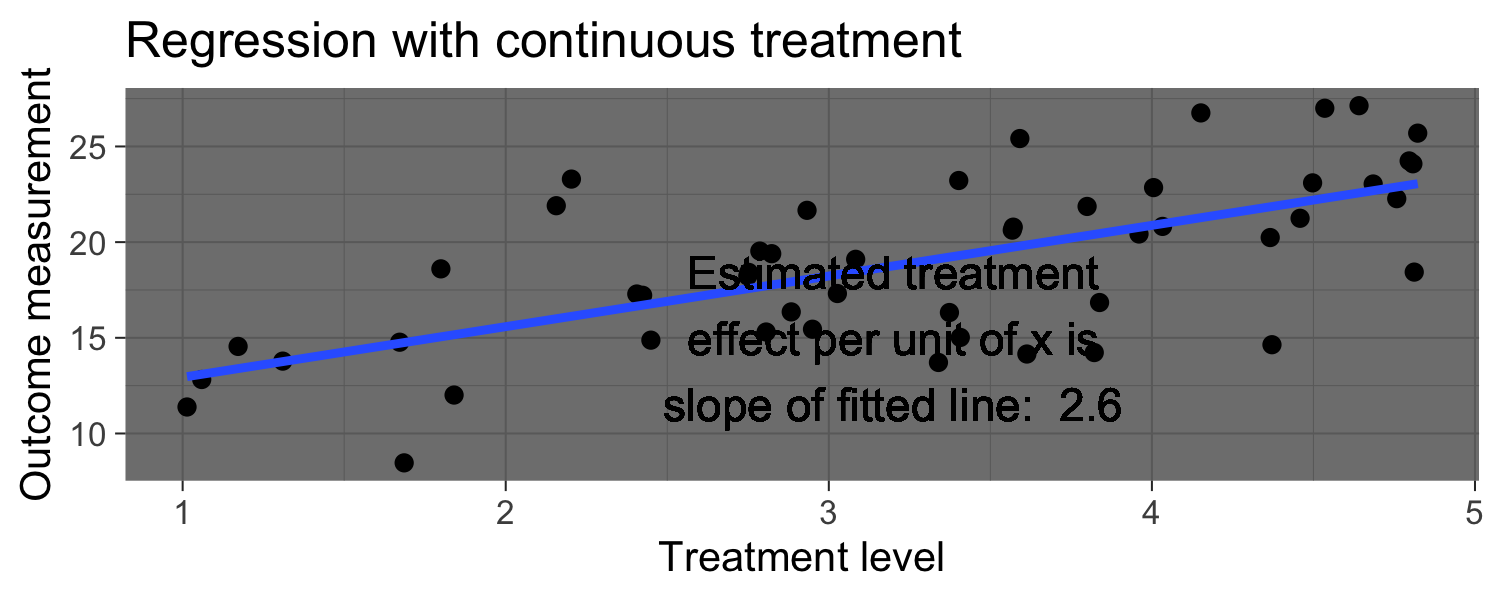 Regression with continuous treatment
Outcome measurement
25
20
15
10
Estimated treatment
effect per unit of x is
slope of fitted line:  2.6
1 2 3 4 5
Treatment level